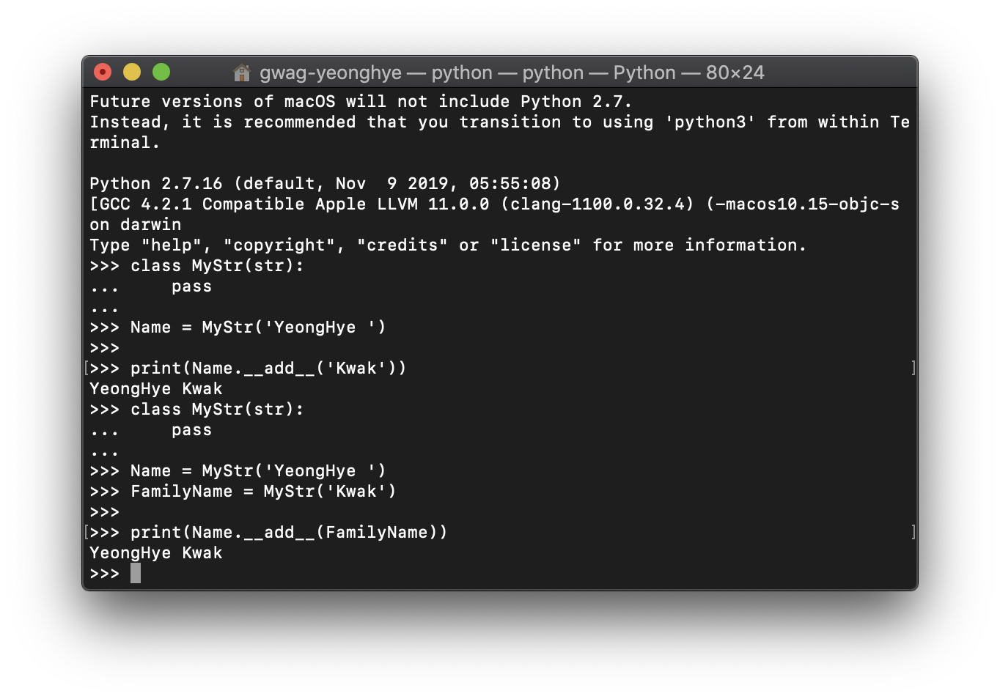 gwag-yeonghye — python — python — Python — 80×24
Future versions of macOS will not include Python 2.7.
Instead, it is recommended that you transition to using 'python3' from within Te
rminal.

Python 2.7.16 (default, Nov  9 2019, 05:55:08)
[GCC 4.2.1 Compatible Apple LLVM 11.0.0 (clang-1100.0.32.4) (-macos10.15-objc-s
on darwin
Type "help", "copyright", "credits" or "license" for more information.
>>> class MyStr(str):
...     pass
...
>>> Name = MyStr('YeongHye ')
>>>
[>>> print(Name.__add__('Kwak'))]
YeongHye Kwak
>>> class MyStr(str):
...     pass
...
>>> Name = MyStr('YeongHye ')
>>> FamilyName = MyStr('Kwak')
>>>
[>>> print(Name.__add__(FamilyName))]
YeongHye Kwak
>>>